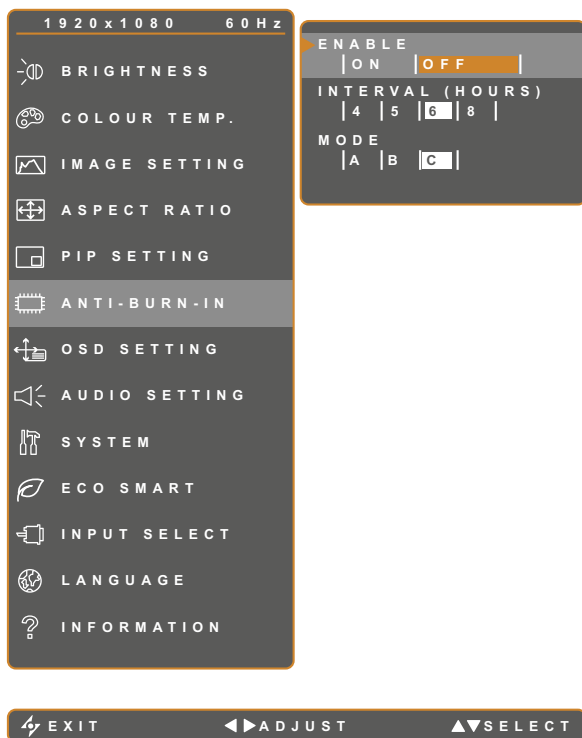 1920x1080 60Hz
BRIGHTNESS
COLOUR TEMP.
IMAGE SETTING
ASPECT RATIO
PIP SETTING
ANTI-BURN-IN
OSD SETTING
AUDIO SETTING
SYSTEM
ECO SMART
INPUT SELECT
LANGUAGE
INFORMATION
ENABLE
ON OFF
INTERVAL (HOURS)
4 5 6 8
MODE
A B C
EXIT ADJUST SELECT